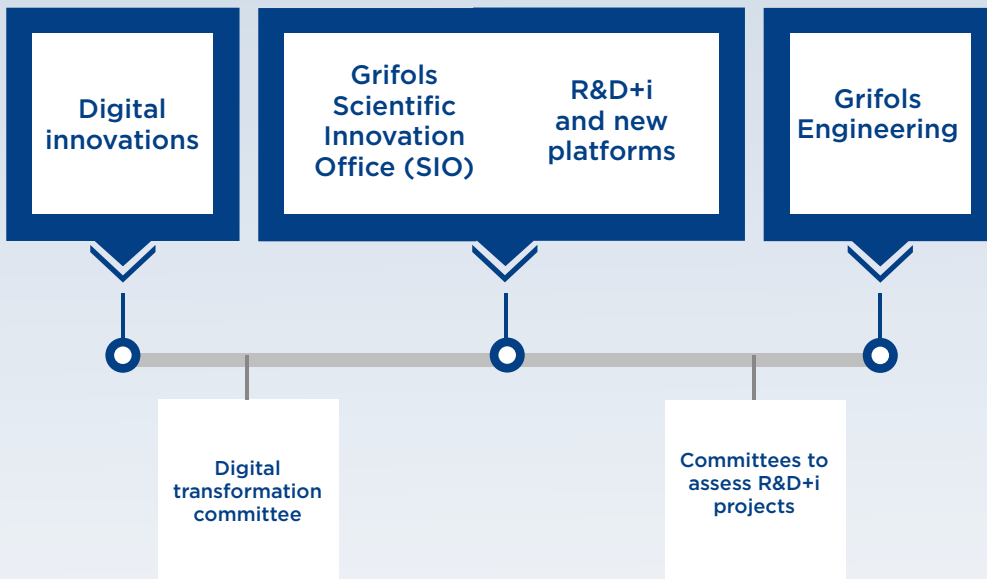 Digital
innovations
Grifols
Scientific
Innovation
Office (SIO)
R&D+i
and new
platforms
Grifols
Engineering
Digital
transformation
committee
Committees to
assess R&D+i
projects